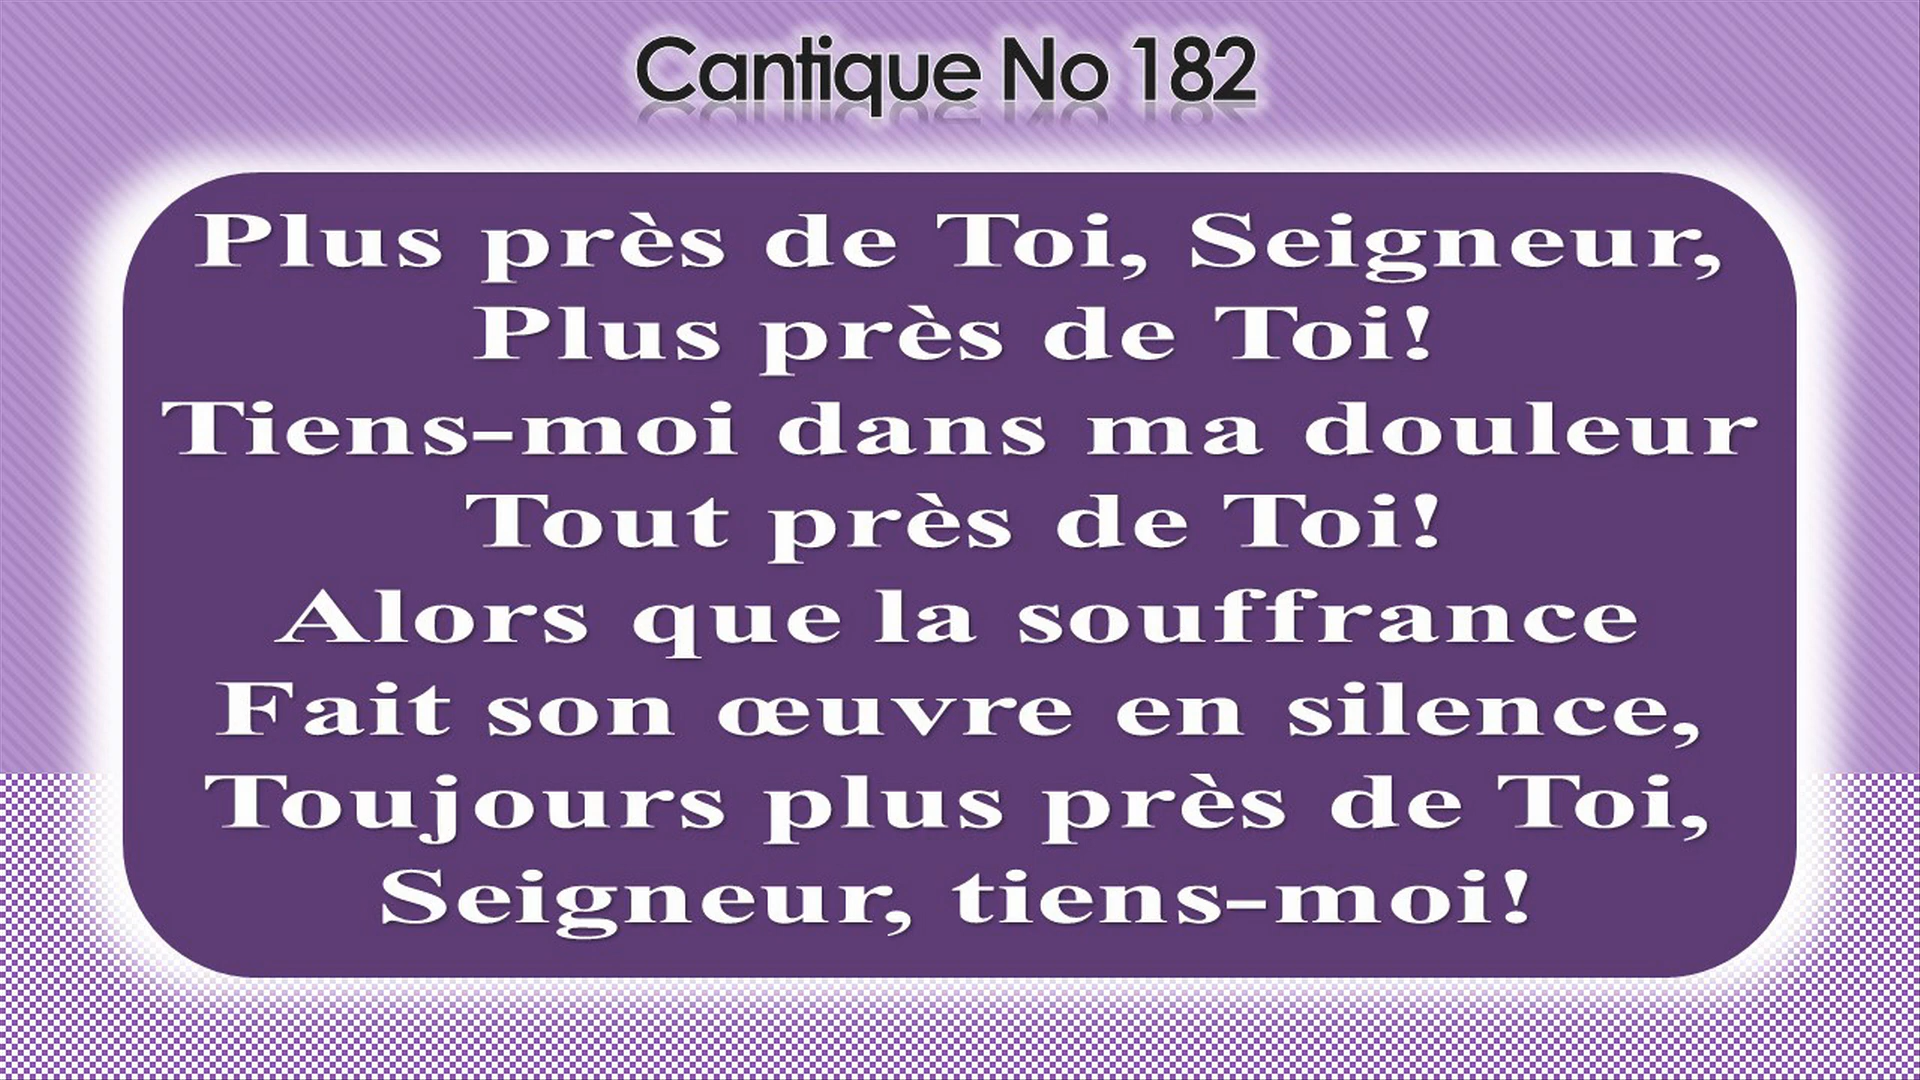 Cantique No 182
Plus près de Toi, Seigneur,
Plus près de Toi!
Tiens-moi dans ma douleur
Tout près de Toi!
Alors que la souffrance
Fait son œuvre en silence,
Toujours plus près de Toi,
Seigneur, tiens-moi!